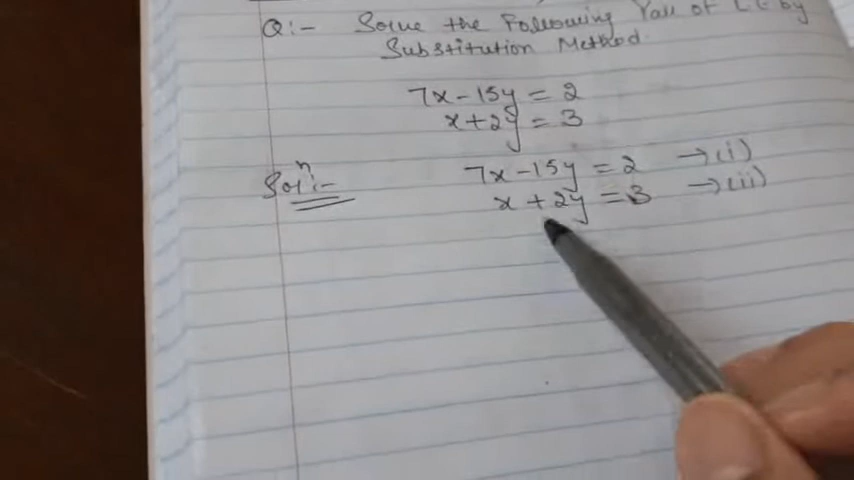 Q:- Solve the Following Pair of LE by
Substitution Method.
7x - 15y = 2
x + 2y = 3
Solⁿ:- 7x - 15y = 2 → (i)
x + 2y = 3 → (ii)